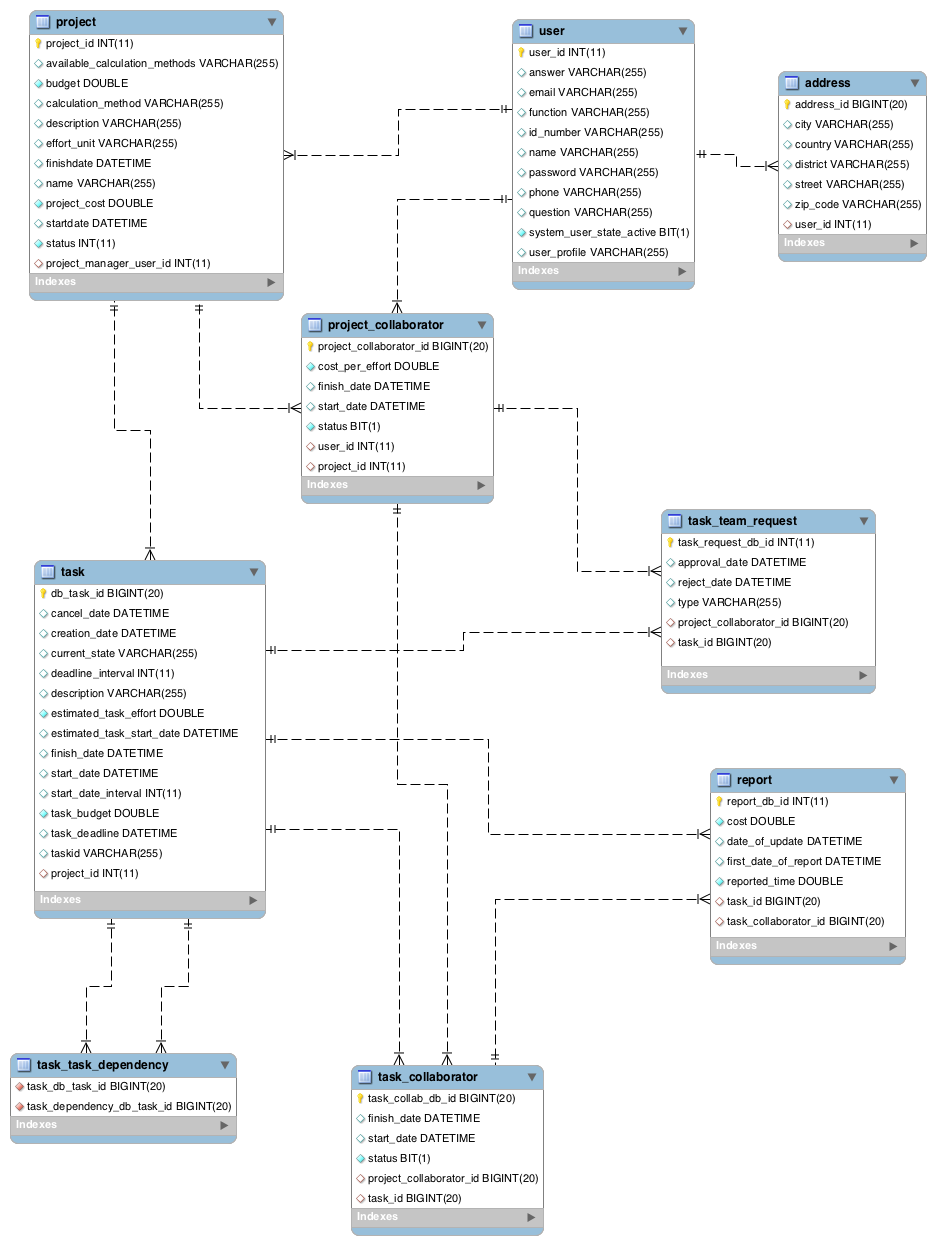 project
project_id INT(11)
available_calculation_methods VARCHAR(255)
budget DOUBLE
calculation_method VARCHAR(255)
description VARCHAR(255)
effort_unit VARCHAR(255)
finishdate DATETIME
name VARCHAR(255)
project_cost DOUBLE
startdate DATETIME
status INT(11)
project_manager_user_id INT(11)
Indexes
user
user_id INT(11)
answer VARCHAR(255)
email VARCHAR(255)
function VARCHAR(255)
id_number VARCHAR(255)
name VARCHAR(255)
password VARCHAR(255)
phone VARCHAR(255)
question VARCHAR(255)
system_user_state_active BIT(1)
user_profile VARCHAR(255)
Indexes
address
address_id BIGINT(20)
city VARCHAR(255)
country VARCHAR(255)
district VARCHAR(255)
street VARCHAR(255)
zip_code VARCHAR(255)
user_id INT(11)
Indexes
project_collaborator
project_collaborator_id BIGINT(20)
cost_per_effort DOUBLE
finish_date DATETIME
start_date DATETIME
status BIT(1)
user_id INT(11)
project_id INT(11)
Indexes
task_team_request
task_request_db_id INT(11)
approval_date DATETIME
reject_date DATETIME
type VARCHAR(255)
project_collaborator_id BIGINT(20)
task_id BIGINT(20)
Indexes
task
db_task_id BIGINT(20)
cancel_date DATETIME
creation_date DATETIME
current_state VARCHAR(255)
deadline_interval INT(11)
description VARCHAR(255)
estimated_task_effort DOUBLE
estimated_task_start_date DATETIME
finish_date DATETIME
start_date DATETIME
start_date_interval INT(11)
task_budget DOUBLE
task_deadline DATETIME
taskid VARCHAR(255)
project_id INT(11)
Indexes
report
report_db_id INT(11)
cost DOUBLE
date_of_update DATETIME
first_date_of_report DATETIME
reported_time DOUBLE
task_id BIGINT(20)
task_collaborator_id BIGINT(20)
Indexes
task_task_dependency
task_db_task_id BIGINT(20)
task_dependency_db_task_id BIGINT(20)
Indexes
task_collaborator
task_collab_db_id BIGINT(20)
finish_date DATETIME
start_date DATETIME
status BIT(1)
project_collaborator_id BIGINT(20)
task_id BIGINT(20)
Indexes